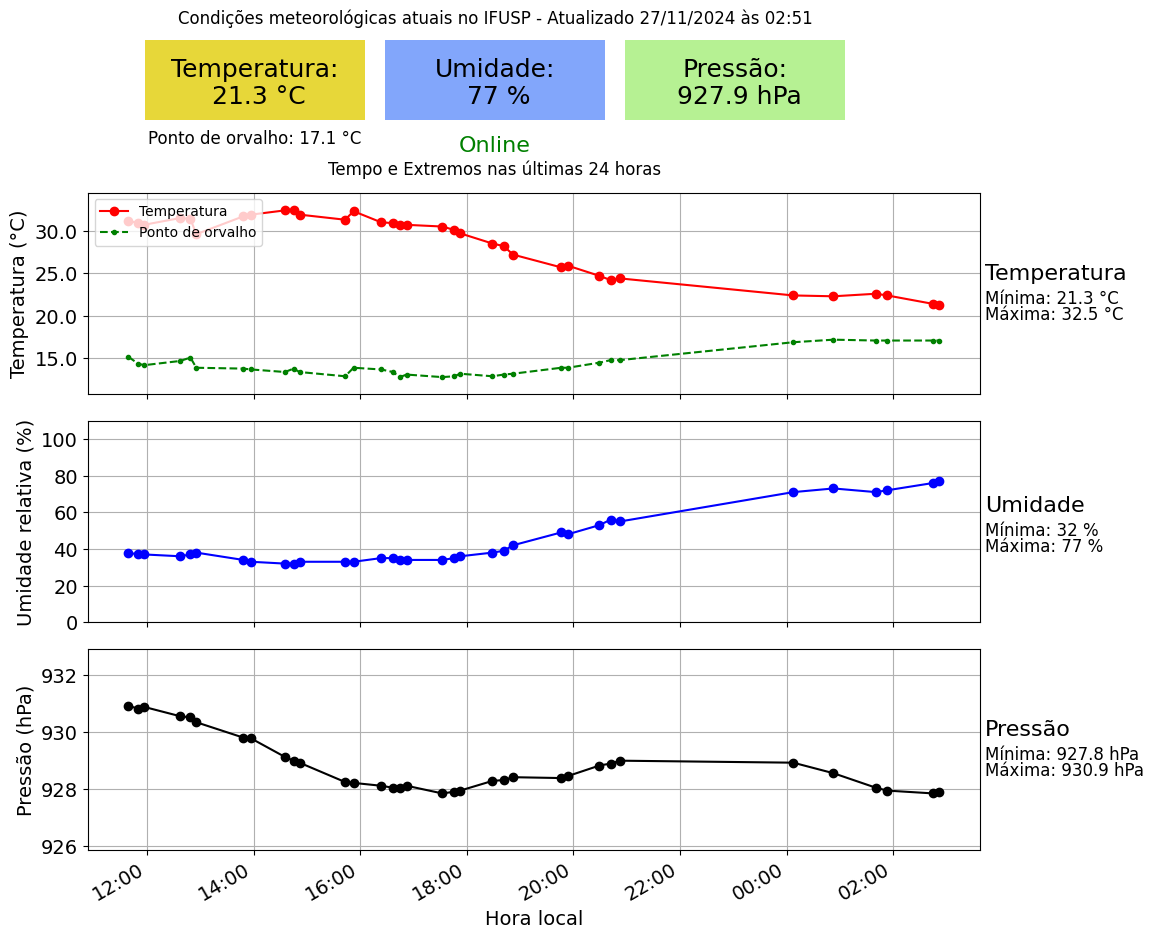 Condições meteorológicas atuais no IFUSP - Atualizado 27/11/2024 às 02:51
Temperatura:
21.3 °C
Umidade:
77 %
Pressão:
927.9 hPa
Ponto de orvalho: 17.1 °C
Online
Tempo e Extremos nas últimas 24 horas
Temperatura (°C)
30.0
25.0
20.0
15.0
Temperatura
Ponto de orvalho
Temperatura
Mínima: 21.3 °C
Máxima: 32.5 °C
Umidade relativa (%)
100
80
60
40
20
0
Umidade
Mínima: 32 %
Máxima: 77 %
Pressão (hPa)
932
930
928
926
Pressão
Mínima: 927.8 hPa
Máxima: 930.9 hPa
12:00
14:00
16:00
18:00
20:00
22:00
00:00
02:00
Hora local